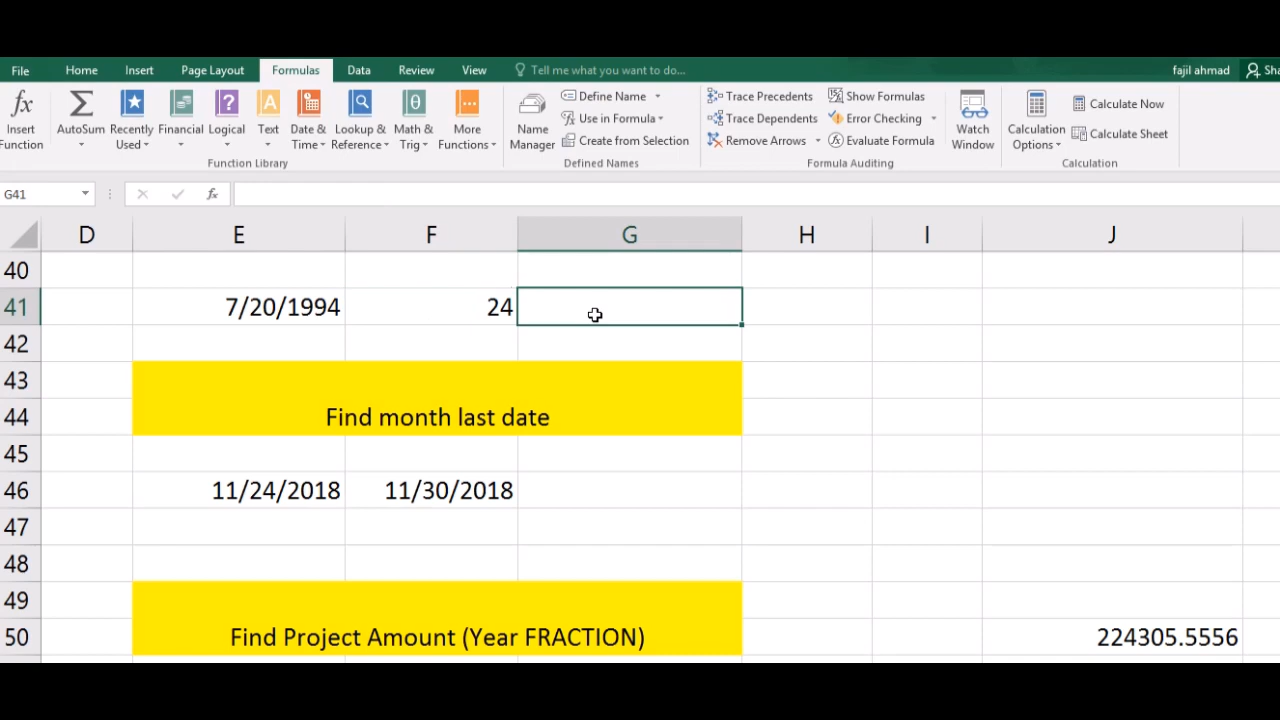 File Home Insert Page Layout Formulas Data Review View Tell me what you want to do... fajil ahmad Sha
fx Σ ? A θ
Insert Function AutoSum Recently Used Financial Logical Text Date & Time Lookup & Reference Math & Trig More Functions
Function Library
Name Manager Define Name Use in Formula Create from Selection
Defined Names
Trace Precedents Trace Dependents Remove Arrows Show Formulas Error Checking Evaluate Formula
Formula Auditing
Watch Window
Calculation Options Calculate Now Calculate Sheet
Calculation
G41 fx
D E F G H I J
40
41 7/20/1994 24
42
43
44 Find month last date
45
46 11/24/2018 11/30/2018
47
48
49
50 Find Project Amount (Year FRACTION) 224305.5556